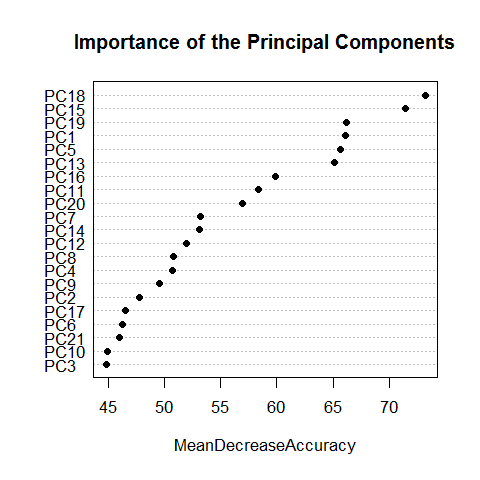 Importance of the Principal Components
PC18
PC15
PC19
PC1
PC5
PC13
PC16
PC11
PC20
PC7
PC14
PC12
PC8
PC4
PC9
PC2
PC17
PC6
PC21
PC10
PC3
45 50 55 60 65 70
MeanDecreaseAccuracy